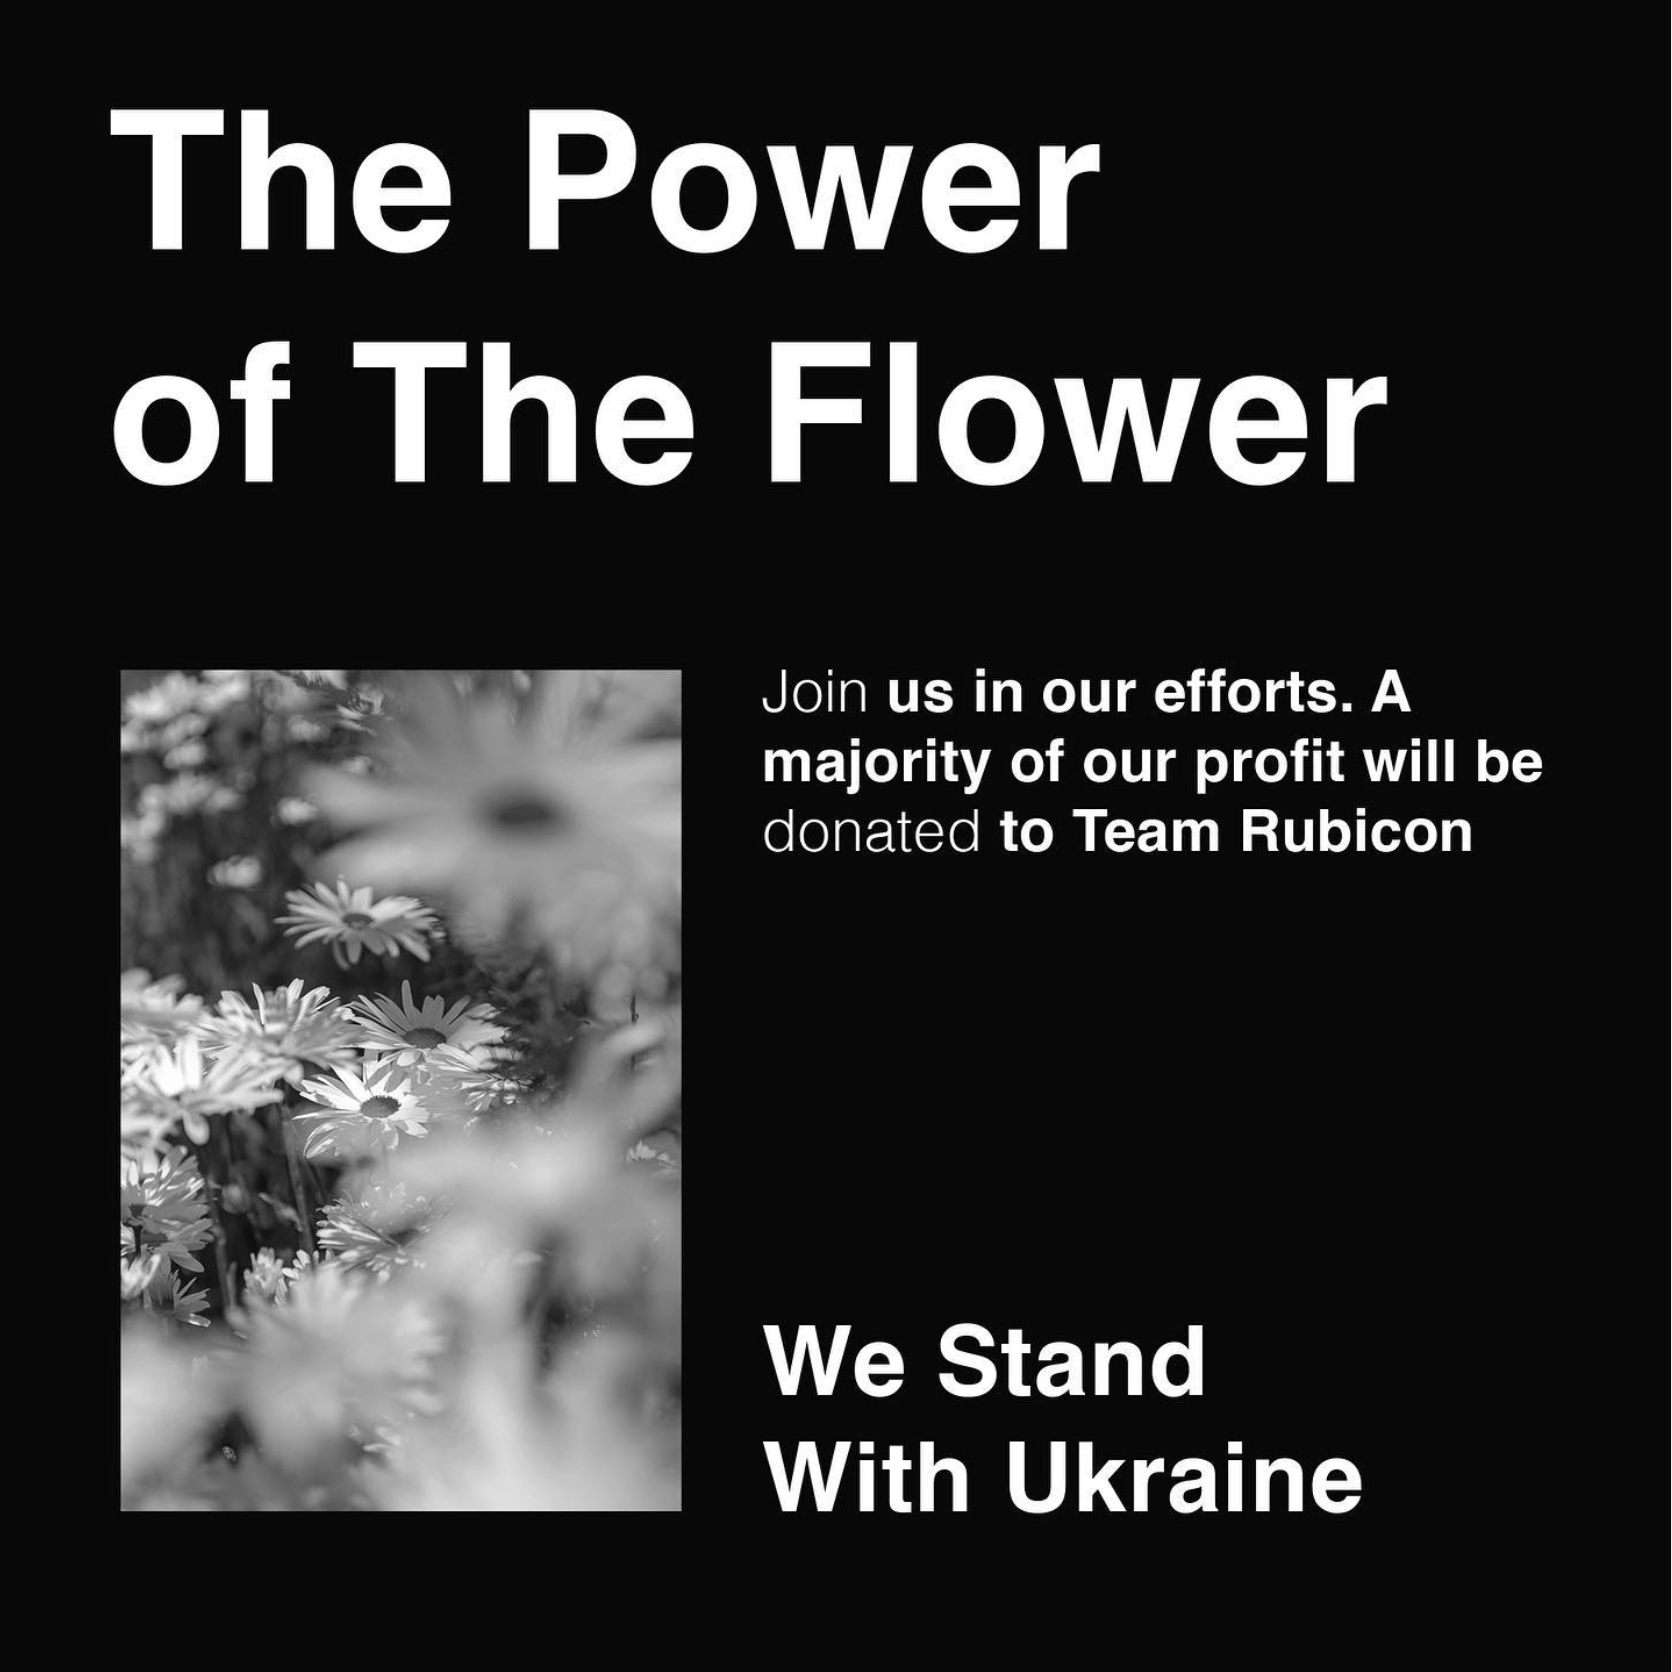 The Power
of The Flower
Join us in our efforts. A
majority of our profit will be
donated to Team Rubicon
We Stand
With Ukraine